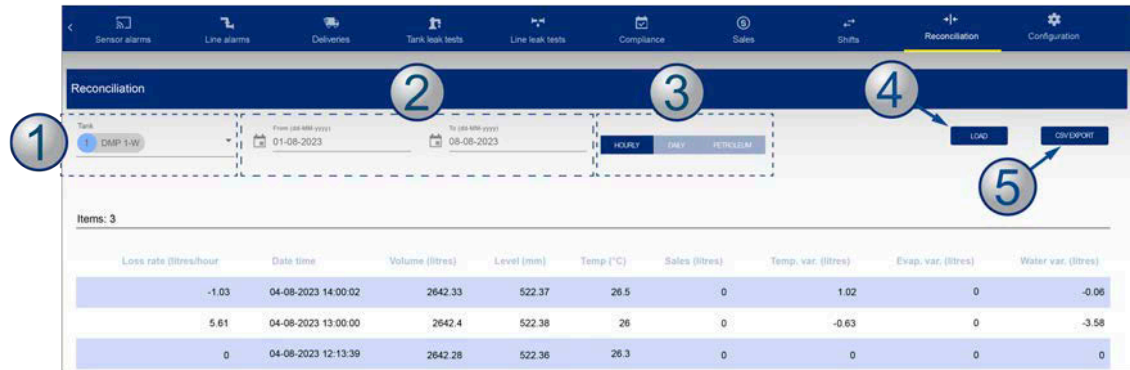 Sensor alarms Line alarms Deliveries Tank leak tests Line leak tests Compliance Sales Shifts Reconciliation Configuration
Reconciliation
1
2
3
4
5
Tank
1 DMP 1-W
From (dd-MM-yyyy)
01-08-2023
To (dd-MM-yyyy)
08-08-2023
HOURLY DAILY PETROLEUM
LOAD
CSV EXPORT
Items: 3
Loss rate (litres/hour Date time Volume (litres) Level (mm) Temp (°C) Sales (litres) Temp. var. (litres) Evap. var. (litres) Water var. (litres)
-1.03 04-08-2023 14:00:02 2642.33 522.37 26.5 0 1.02 0 -0.06
5.61 04-08-2023 13:00:00 2642.4 522.38 26 0 -0.63 0 -3.58
0 04-08-2023 12:13:39 2642.28 522.36 26.3 0 0 0 0